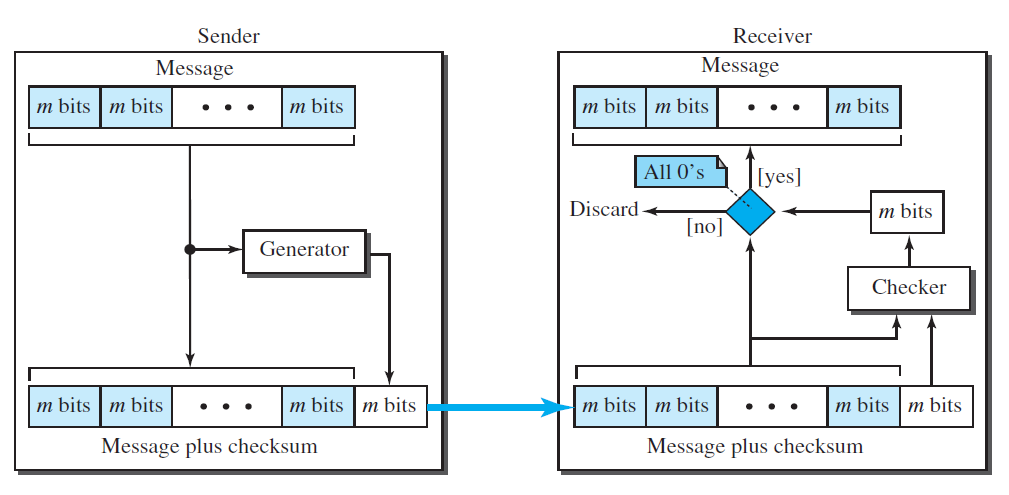 Sender
Message
m bits m bits • • • m bits
Generator
m bits m bits • • • m bits m bits
Message plus checksum
Receiver
Message
m bits m bits • • • m bits
All 0’s
[yes]
Discard
[no]
m bits
Checker
m bits m bits • • • m bits m bits
Message plus checksum